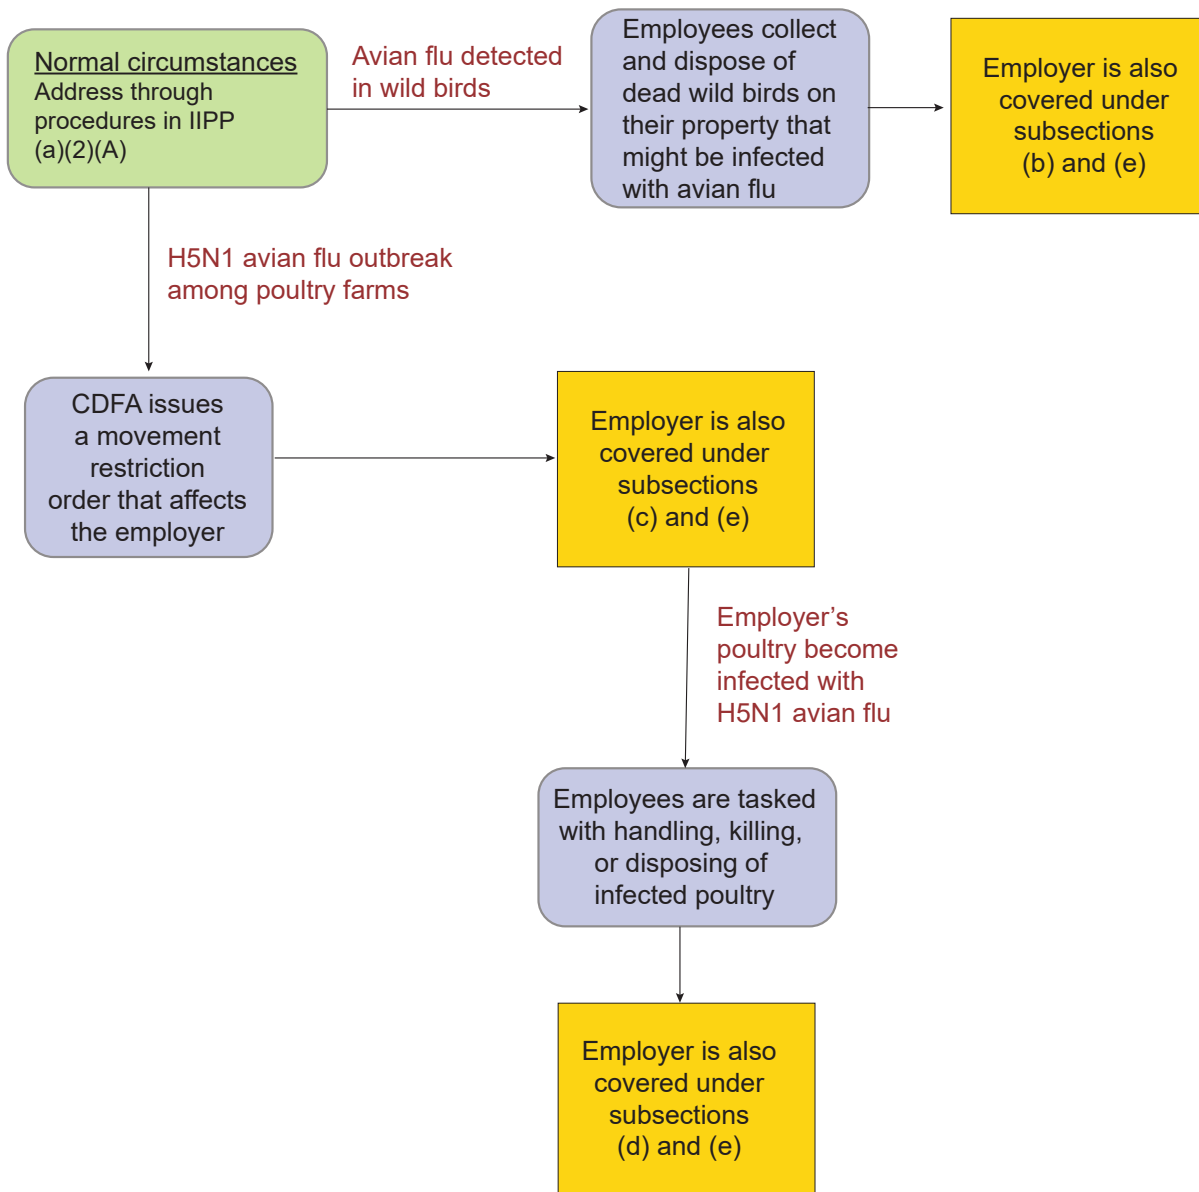 Normal circumstances
Address through
procedures in IIPP
(a)(2)(A)
Avian flu detected
in wild birds
Employees collect
and dispose of
dead wild birds on
their property that
might be infected
with avian flu
Employer is also
covered under
subsections
(b) and (e)
H5N1 avian flu outbreak
among poultry farms
CDFA issues
a movement
restriction
order that affects
the employer
Employer is also
covered under
subsections
(c) and (e)
Employer’s
poultry become
infected with
H5N1 avian flu
Employees are tasked
with handling, killing,
or disposing of
infected poultry
Employer is also
covered under
subsections
(d) and (e)